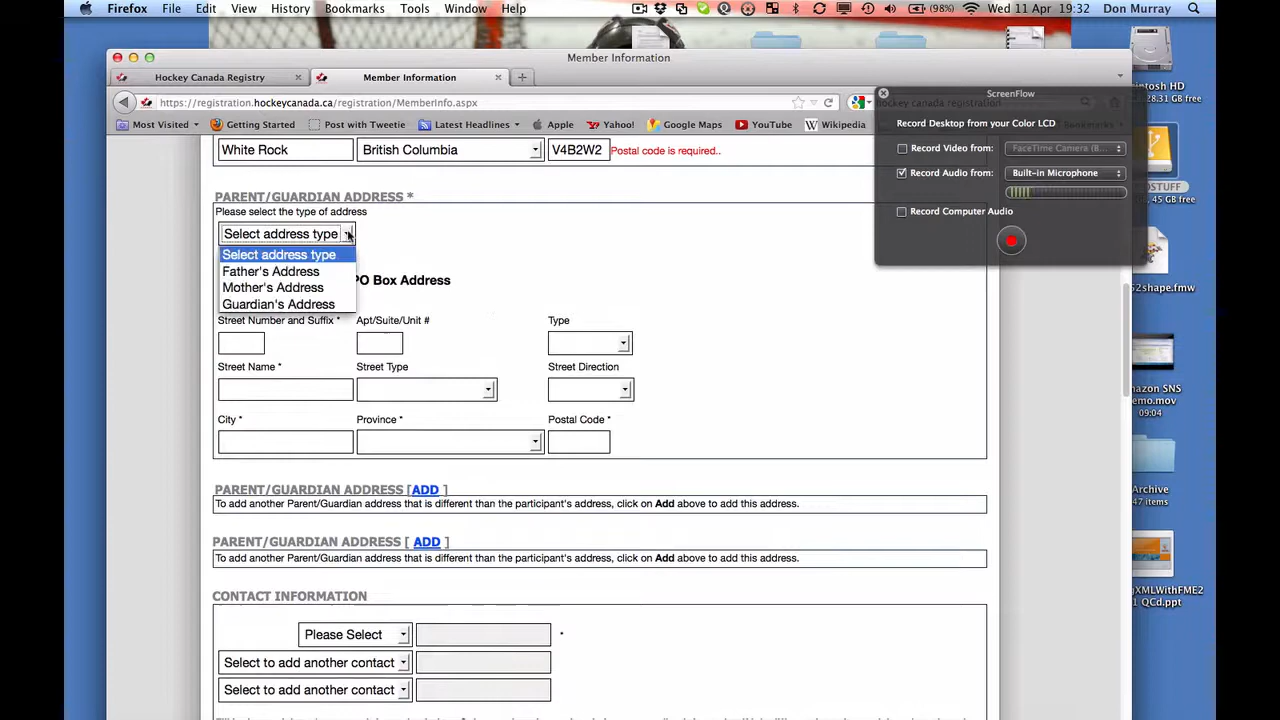 Firefox File Edit View History Bookmarks Tools Window Help (98%) Wed 11 Apr 19:32 Don Murray
Member Information
Hockey Canada Registry Member Information
https://registration.hockeycanada.ca/registration/MemberInfo.aspx hockey canada registration
Most Visited Getting Started Post with Tweetie Latest Headlines Apple Yahoo! Google Maps YouTube Wikipedia Bookmarks
ScreenFlow
Record Desktop from your Color LCD
Record Video from: FaceTime Camera (B...
Record Audio from: Built-in Microphone
Record Computer Audio
White Rock British Columbia V4B2W2 Postal code is required..
PARENT/GUARDIAN ADDRESS *
Please select the type of address
Select address type
Select address type
Father's Address
Mother's Address
Guardian's Address
PO Box Address
Street Number and Suffix * Apt/Suite/Unit # Type
Street Name * Street Type Street Direction
City * Province * Postal Code *
PARENT/GUARDIAN ADDRESS [ADD ]
To add another Parent/Guardian address that is different than the participant's address, click on Add above to add this address.
PARENT/GUARDIAN ADDRESS [ ADD ]
To add another Parent/Guardian address that is different than the participant's address, click on Add above to add this address.
CONTACT INFORMATION
Please Select *
Select to add another contact
Select to add another contact
intosh HD
28.31 GB free
OSTUFF
, 45 GB free
52shape.fmw
mazon SNS
emo.mov
09:04
Archive
47 items
QXMLWithFME2
1 QCd.ppt